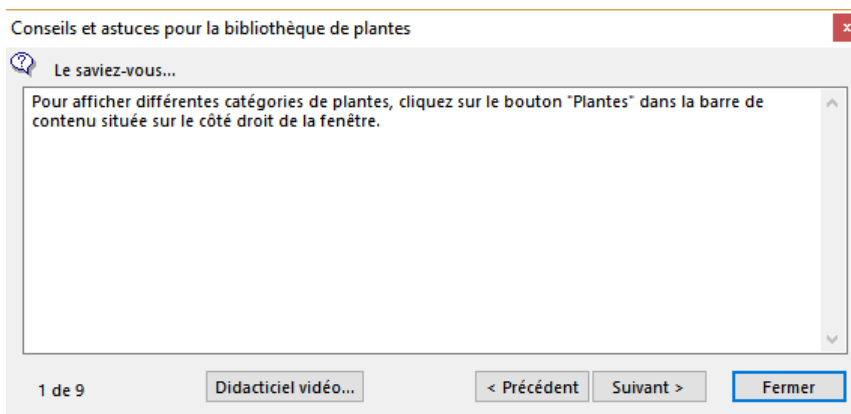 Conseils et astuces pour la bibliothèque de plantes
x
Le saviez-vous...
Pour afficher différentes catégories de plantes, cliquez sur le bouton "Plantes" dans la barre de
contenu située sur le côté droit de la fenêtre.
1 de 9
Didacticiel vidéo...
< Précédent
Suivant >
Fermer